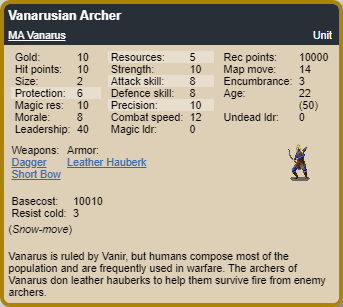 Vanarusian Archer
MA Vanarus Unit
Gold: 10 Resources: 5 Rec points: 10000
Hit points: 10 Strength: 10 Map move: 14
Size: 2 Attack skill: 8 Encumbrance: 3
Protection: 6 Defence skill: 8 Age: 22
Magic res: 10 Precision: 10 (50)
Morale: 8 Combat speed: 12 Undead ldr: 0
Leadership: 40 Magic ldr: 0
Weapons: Armor:
Dagger Leather Hauberk
Short Bow
Basecost: 10010
Resist cold: 3
(Snow-move)
Vanarus is ruled by Vanir, but humans compose most of the
population and are frequently used in warfare. The archers of
Vanarus don leather hauberks to help them survive fire from enemy
archers.